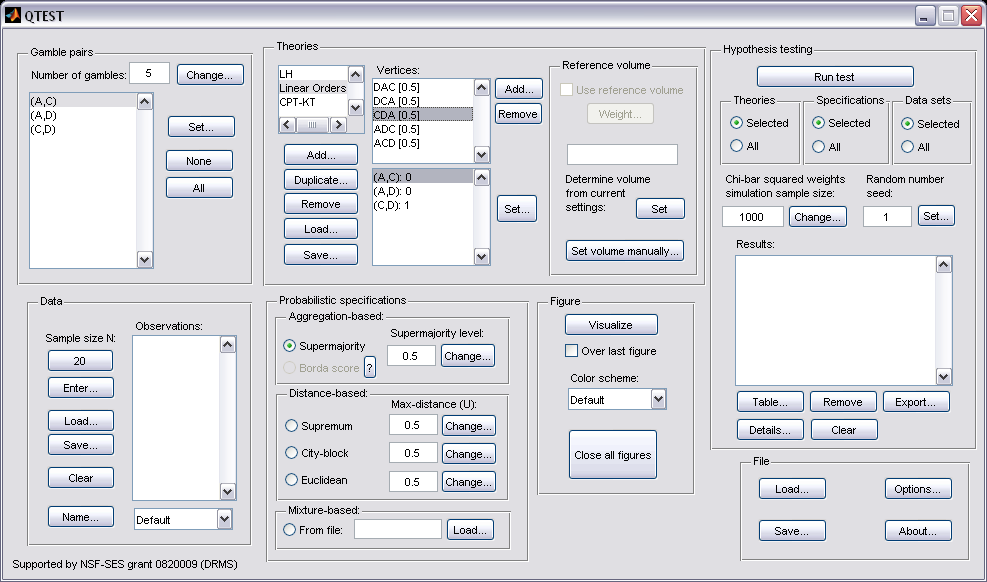 QTEST
Gamble pairs
Number of gambles: 5 Change...
(A,C)
(A,D)
(C,D)
Set...
None
All
Theories
LH
Linear Orders
CPT-KT
Add...
Duplicate...
Remove
Load...
Save...
Vertices:
DAC [0.5]
DCA [0.5]
CDA [0.5]
ADC [0.5]
ACD [0.5]
Add...
Remove
(A,C): 0
(A,D): 0
(C,D): 1
Set...
Reference volume
Use reference volume
Weight...
Determine volume
from current
settings: Set
Set volume manually...
Hypothesis testing
Run test
Theories
Selected
All
Specifications
Selected
All
Data sets
Selected
All
Chi-bar squared weights
simulation sample size:
1000 Change...
Random number
seed:
1 Set...
Results:
Table... Remove Export...
Details... Clear
Data
Sample size N:
20
Enter...
Load...
Save...
Clear
Name...
Observations:
Default
Probabilistic specifications
Aggregation-based:
Supermajority
Borda score ?
Supermajority level:
0.5 Change...
Distance-based:
Max-distance (U):
Supremum 0.5 Change...
City-block 0.5 Change...
Euclidean 0.5 Change...
Mixture-based:
From file: Load...
Figure
Visualize
Over last figure
Color scheme:
Default
Close all figures
File
Load... Options...
Save... About...
Supported by NSF-SES grant 0820009 (DRMS)